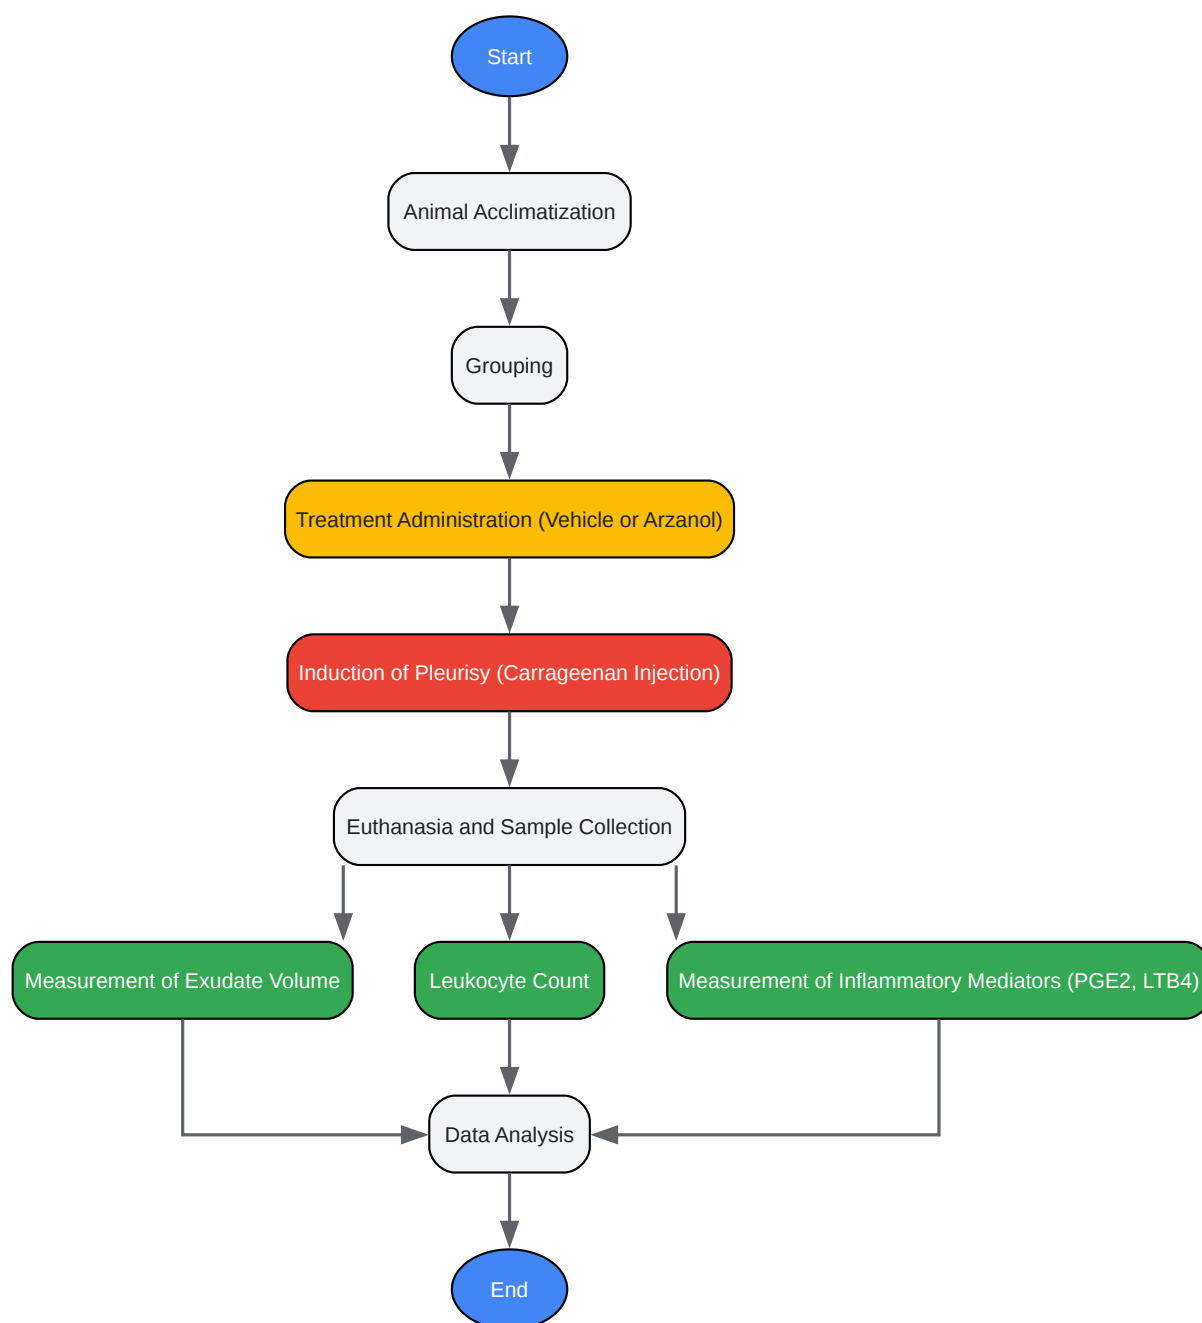 Start
Animal Acclimatization
Grouping
Treatment Administration (Vehicle or Arzanol)
Induction of Pleurisy (Carrageenan Injection)
Euthanasia and Sample Collection
Measurement of Exudate Volume
Leukocyte Count
Measurement of Inflammatory Mediators (PGE2, LTB4)
Data Analysis
End